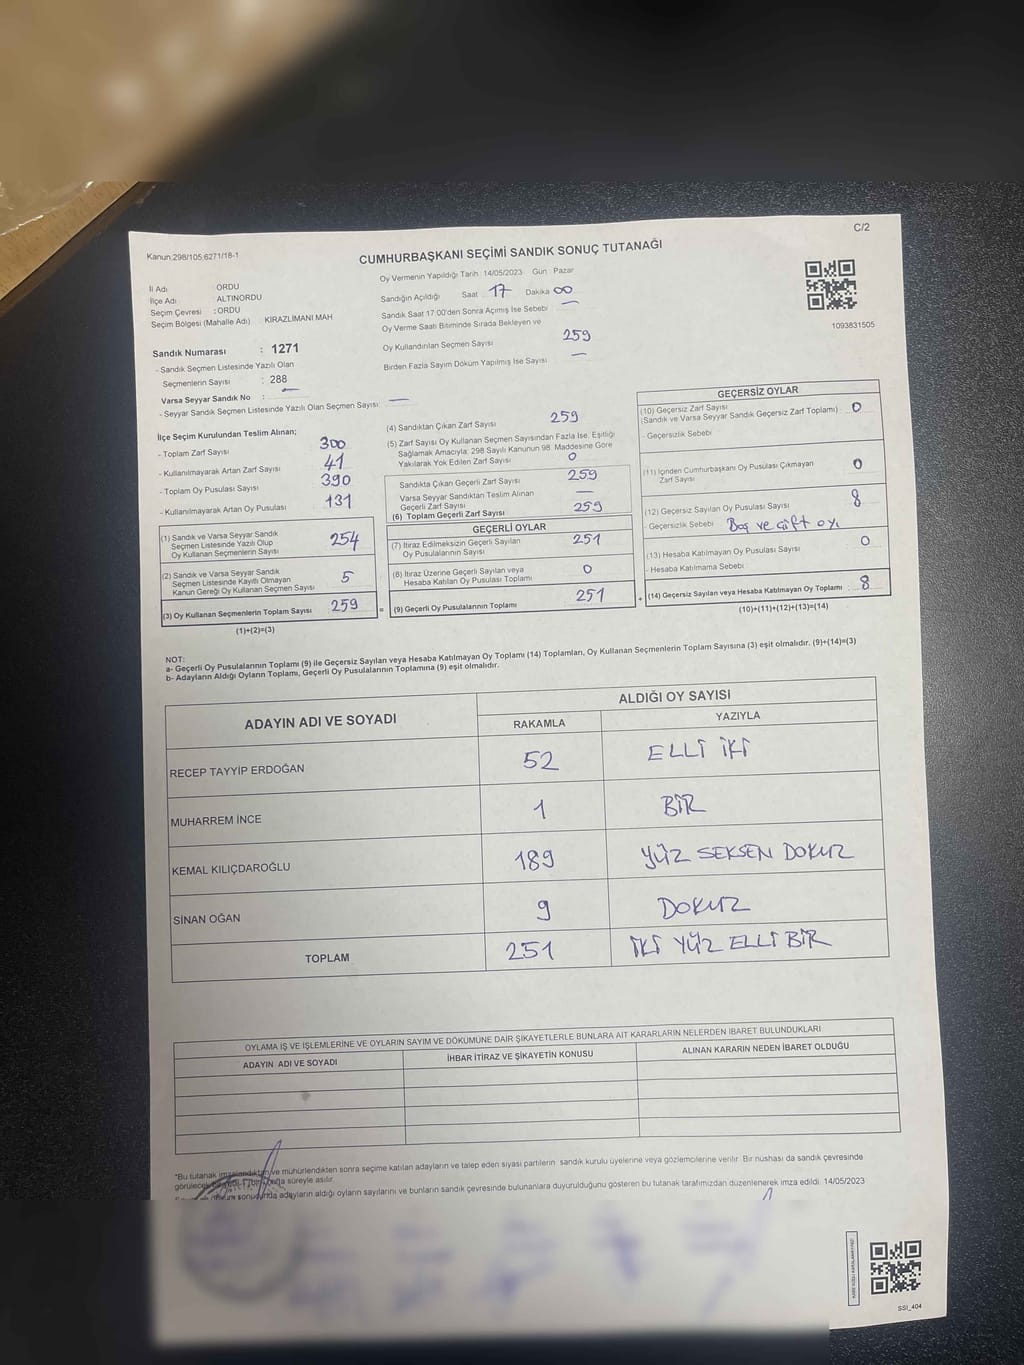 C/2
Kanun.298/105.6271/18-1
CUMHURBAŞKANI SEÇİMİ SANDIK SONUÇ TUTANAĞI
İl Adı ORDU
İlçe Adı ALTINORDU
Seçim Çevresi : ORDU
Seçim Bölgesi (Mahalle Adı) KİRAZLİMANI MAH
Sandık Numarası : 1271
- Sandık Seçmen Listesinde Yazılı Olan
Seçmenlerin Sayısı : 288
Varsa Seyyar Sandık No : —
- Seyyar Sandık Seçmen Listesinde Yazılı Olan Seçmen Sayısı —
Oy Vermenin Yapıldığı Tarih 14/05/2023 Gün Pazar
Sandığın Açıldığı Saat 17 Dakika 00
Sandık Saat 17:00'den Sonra Açımış İse Sebebi —
Oy Verme Saati Bitiminde Sırada Bekleyen ve
Oy Kullandırılan Seçmen Sayısı 259
Birden Fazla Sayım Döküm Yapılmış İse Sayısı —
1093831505
İlçe Seçim Kurulundan Teslim Alınan;
- Toplam Zarf Sayısı 300
- Kullanılmayarak Artan Zarf Sayısı 41
- Toplam Oy Pusulası Sayısı 390
- Kullanılmayarak Artan Oy Pusulası 131
(1) Sandık ve Varsa Seyyar Sandık
Seçmen Listesinde Yazılı Olup
Oy Kullanan Seçmenlerin Sayısı 254
(2) Sandık ve Varsa Seyyar Sandık
Seçmen Listesinde Kayıtlı Olmayan
Kanun Gereği Oy Kullanan Seçmen Sayısı 5
(3) Oy Kullanan Seçmenlerin Toplam Sayısı 259 =
(1)+(2)=(3)
(4) Sandıktan Çıkan Zarf Sayısı 259
(5) Zarf Sayısı Oy Kullanan Seçmen Sayısından Fazla İse, Eşitliği
Sağlamak Amacıyla; 298 Sayılı Kanunun 98. Maddesine Göre
Yakılarak Yok Edilen Zarf Sayısı 0
Sandıkta Çıkan Geçerli Zarf Sayısı 259
Varsa Seyyar Sandıktan Teslim Alınan
Geçerli Zarf Sayısı —
(6) Toplam Geçerli Zarf Sayısı 259
GEÇERLİ OYLAR
(7) İtiraz Edilmeksizin Geçerli Sayılan
Oy Pusulalarının Sayısı 251
(8) İtiraz Üzerine Geçerli Sayılan veya
Hesaba Katılan Oy Pusulası Toplamı 0
(9) Geçerli Oy Pusulalarının Toplamı 251 +
GEÇERSİZ OYLAR
(10) Geçersiz Zarf Sayısı
(Sandık ve Varsa Seyyar Sandık Geçersiz Zarf Toplamı) 0
- Geçersizlik Sebebi
(11) İçinden Cumhurbaşkanı Oy Pusulası Çıkmayan
Zarf Sayısı 0
(12) Geçersiz Sayılan Oy Pusulası Sayısı 8
- Geçersizlik Sebebi Boş ve çift oy
(13) Hesaba Katılmayan Oy Pusulası Sayısı 0
- Hesaba Katılmama Sebebi
(14) Geçersiz Sayılan veya Hesaba Katılmayan Oy Toplamı 8
(10)+(11)+(12)+(13)=(14)
NOT:
a- Geçerli Oy Pusulalarının Toplamı (9) ile Geçersiz Sayılan veya Hesaba Katılmayan Oy Toplamı (14) Toplamları, Oy Kullanan Seçmenlerin Toplam Sayısına (3) eşit olmalıdır. (9)+(14)=(3)
b- Adayların Aldığı Oyların Toplamı, Geçerli Oy Pusulalarının Toplamına (9) eşit olmalıdır.
ADAYIN ADI VE SOYADI
ALDIĞI OY SAYISI
RAKAMLA YAZIYLA
RECEP TAYYİP ERDOĞAN 52 ELLİ İKİ
MUHARREM İNCE 1 BİR
KEMAL KILIÇDAROĞLU 189 YÜZ SEKSEN DOKUZ
SİNAN OĞAN 9 DOKUZ
TOPLAM 251 İKİ YÜZ ELLİ BİR
OYLAMA İŞ VE İŞLEMLERİNE VE OYLARIN SAYIM VE DÖKÜMÜNE DAİR ŞİKAYETLERLE BUNLARA AİT KARARLARIN NELERDEN İBARET BULUNDUKLARI
ADAYIN ADI VE SOYADI İHBAR İTİRAZ VE ŞİKAYETİN KONUSU ALINAN KARARIN NEDEN İBARET OLDUĞU
*Bu tutanak imzalandıktan ve mühürlendikten sonra seçime katılan adayların ve talep eden siyasi partilerin sandık kurulu üyelerine veya gözlemcilerine verilir. Bir nüshası da sandık çevresinde
süreyle asılır.
sonucunda adayların aldığı oyların sayılarını ve bunların sandık çevresinde bulunanlara duyurulduğunu gösteren bu tutanak tarafımızdan düzenlenerek imza edildi. 14/05/2023
SSI_404